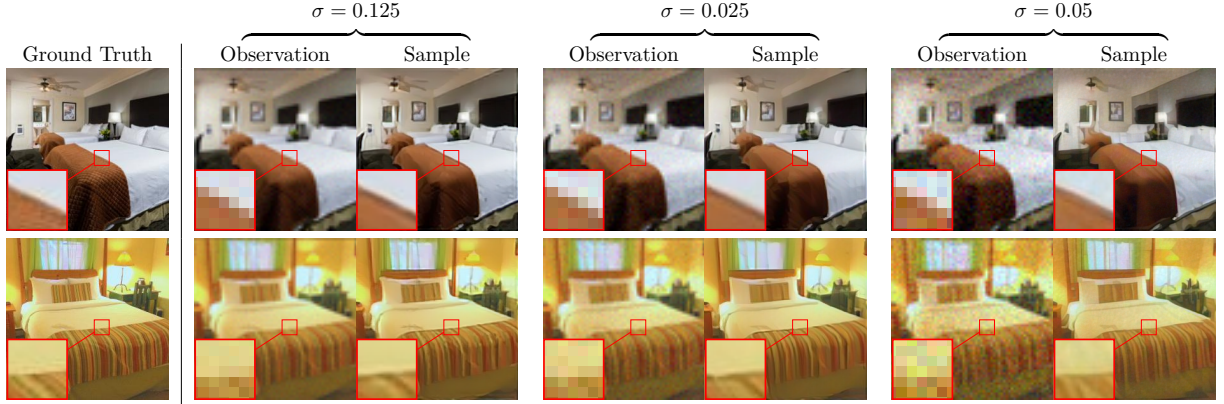 σ = 0.125 σ = 0.025 σ = 0.05
Ground Truth Observation Sample Observation Sample Observation Sample